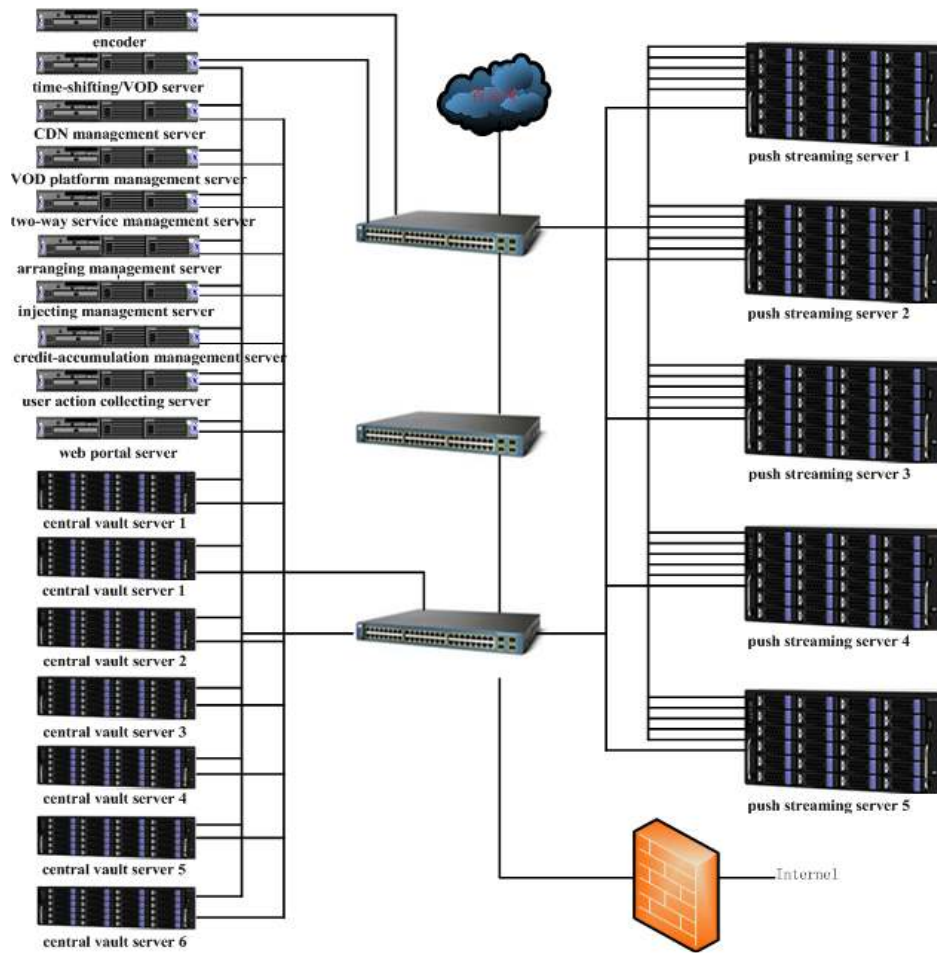 encoder
time-shifting/VOD server
CDN management server
VOD platform management server
two-way service management server
arranging management server
injecting management server
credit-accumulation management server
user action collecting server
web portal server
central vault server 1
central vault server 1
central vault server 2
central vault server 3
central vault server 4
central vault server 5
central vault server 6
push streaming server 1
push streaming server 2
push streaming server 3
push streaming server 4
push streaming server 5
Internel